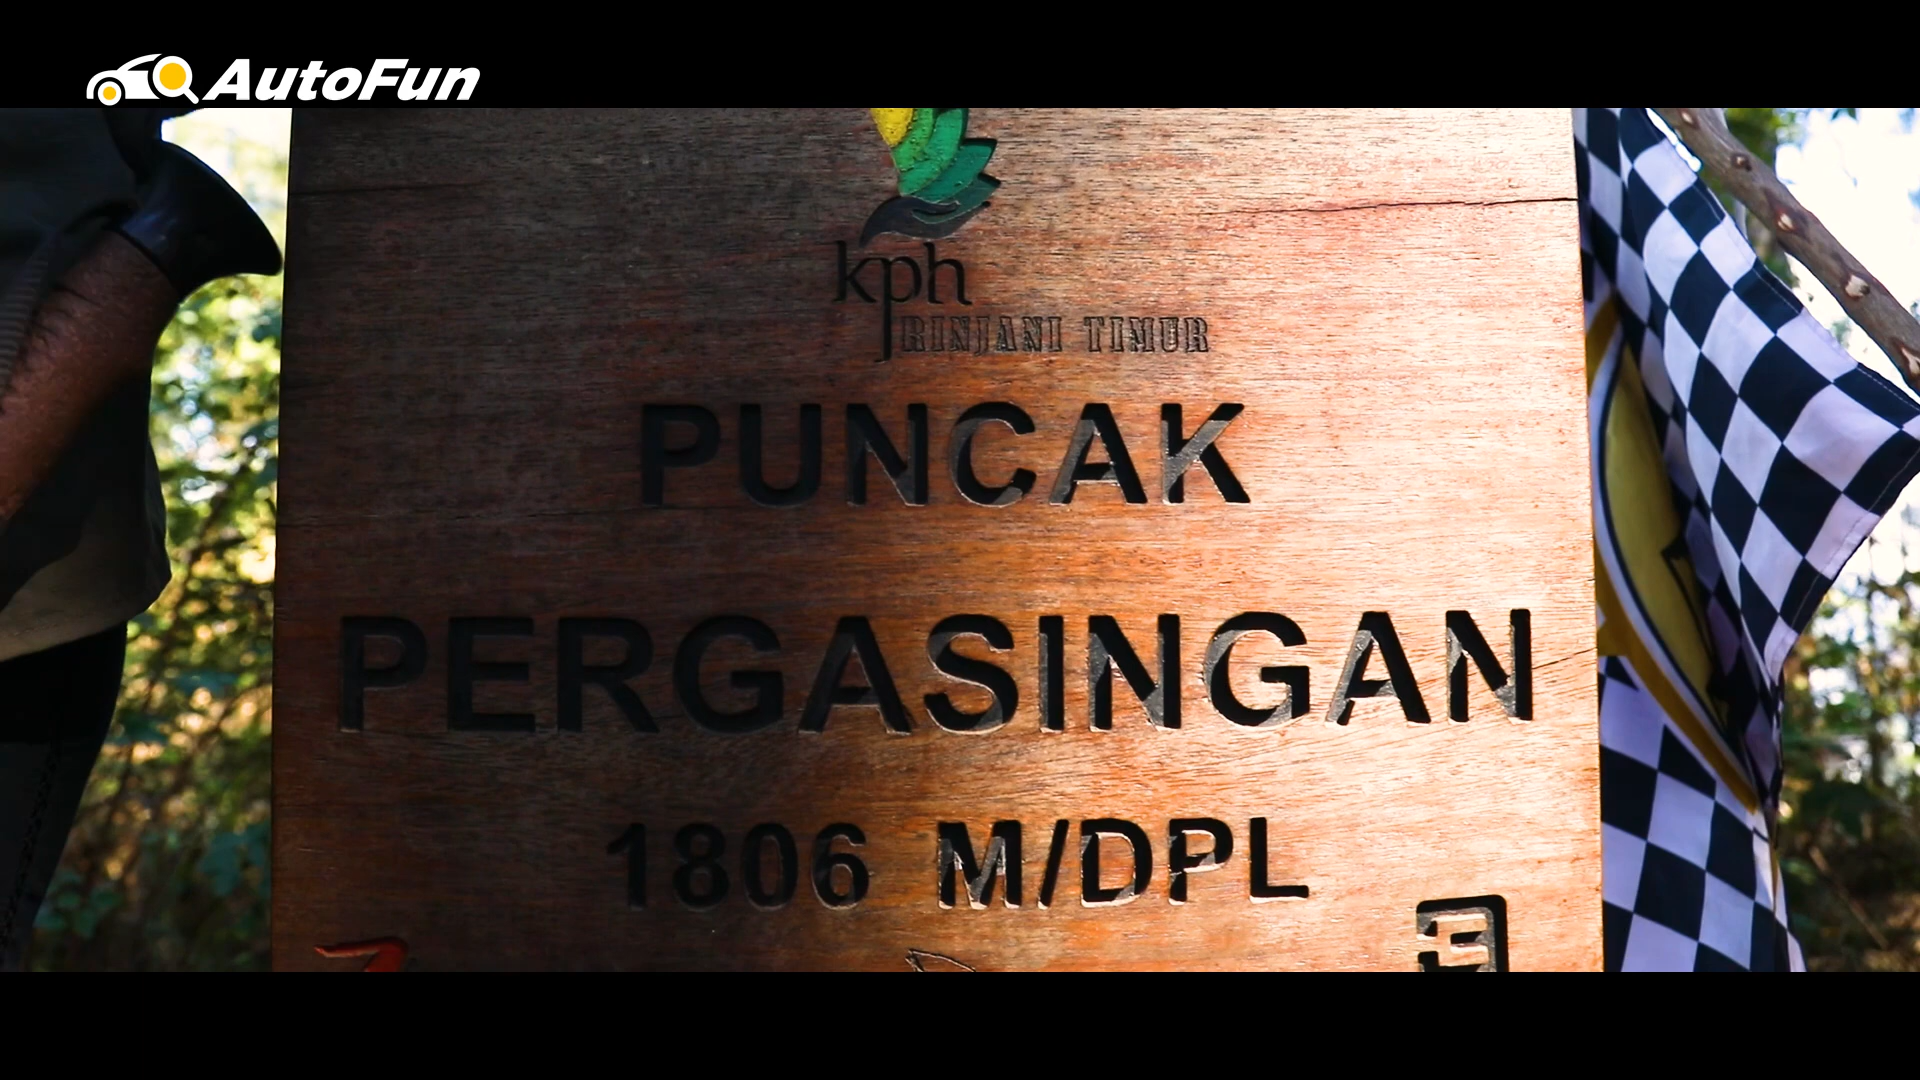 AutoFun
kph
RINJANI TIMUR
PUNCAK
PERGASINGAN
1806 M/DPL